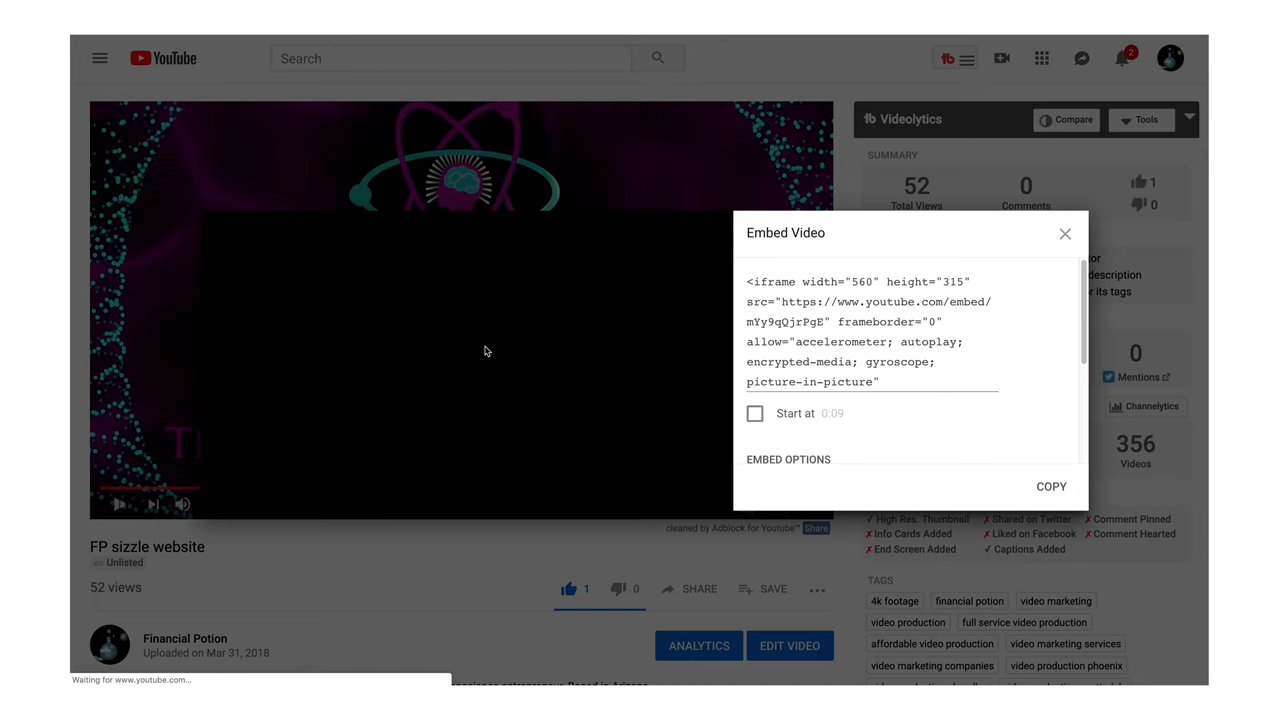 YouTube
Search
2
Videolytics
Compare
Tools
SUMMARY
52
0
1
0
Total Views
Comments
Embed Video
<iframe width="560" height="315"
src="https://www.youtube.com/embed/
mYy9qQjrPgE" frameborder="0"
allow="accelerometer; autoplay;
encrypted-media; gyroscope;
picture-in-picture"
Start at 0:09
EMBED OPTIONS
COPY
tor
description
r its tags
0
Mentions
Channelytics
356
Videos
cleaned by Adblock for Youtube™ Share
High Res. Thumbnail
Shared on Twitter
Comment Pinned
Info Cards Added
Liked on Facebook
Comment Hearted
End Screen Added
Captions Added
FP sizzle website
Unlisted
52 views
1
0
SHARE
SAVE
TAGS
4k footage
financial potion
video marketing
video production
full service video production
affordable video production
video marketing services
video marketing companies
video production phoenix
Financial Potion
Uploaded on Mar 31, 2018
ANALYTICS
EDIT VIDEO
Waiting for www.youtube.com...